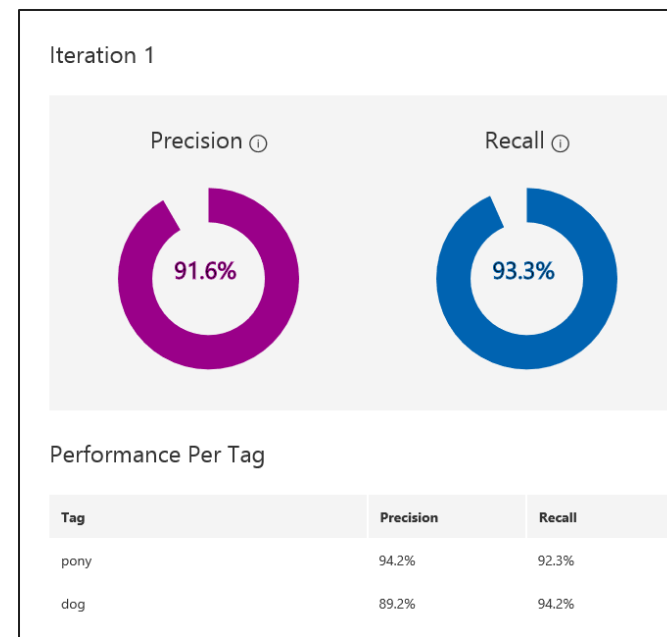 Iteration 1
Precision ⓘ Recall ⓘ
91.6% 93.3%
Performance Per Tag
Tag Precision Recall
pony 94.2% 92.3%
dog 89.2% 94.2%